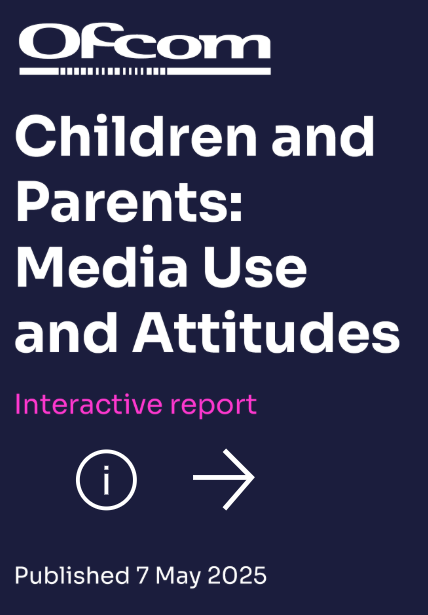 Ofcom
Children and
Parents:
Media Use
and Attitudes
Interactive report
i
Published 7 May 2025